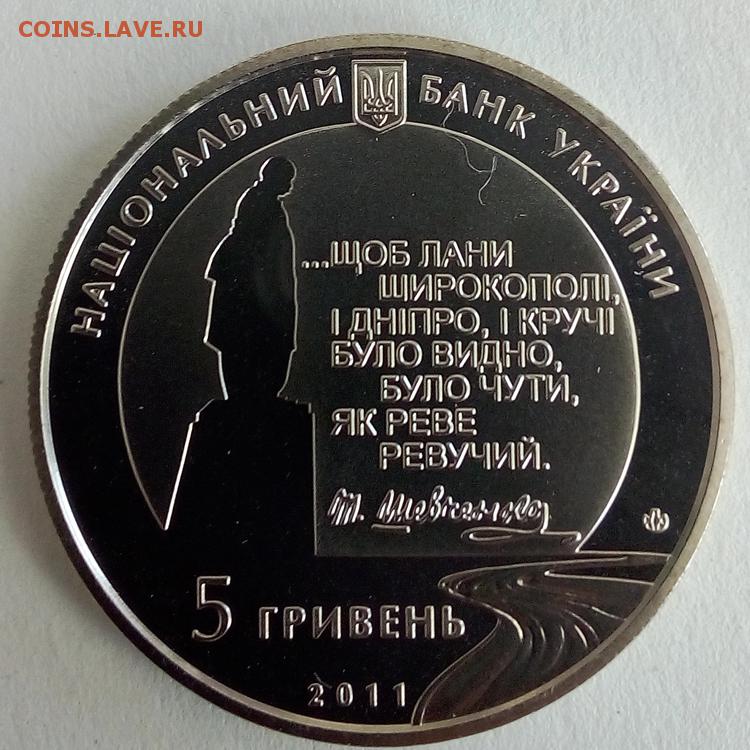 COINS.LAVE.RU
НАЦІОНАЛЬНИЙ БАНК УКРАЇНИ
...ЩОБ ЛАНИ
ШИРОКОПОЛІ,
І ДНІПРО, І КРУЧІ
БУЛО ВИДНО,
БУЛО ЧУТИ,
ЯК РЕВЕ
РЕВУЧИЙ.
Т. Шевченко
5 ГРИВЕНЬ
2011